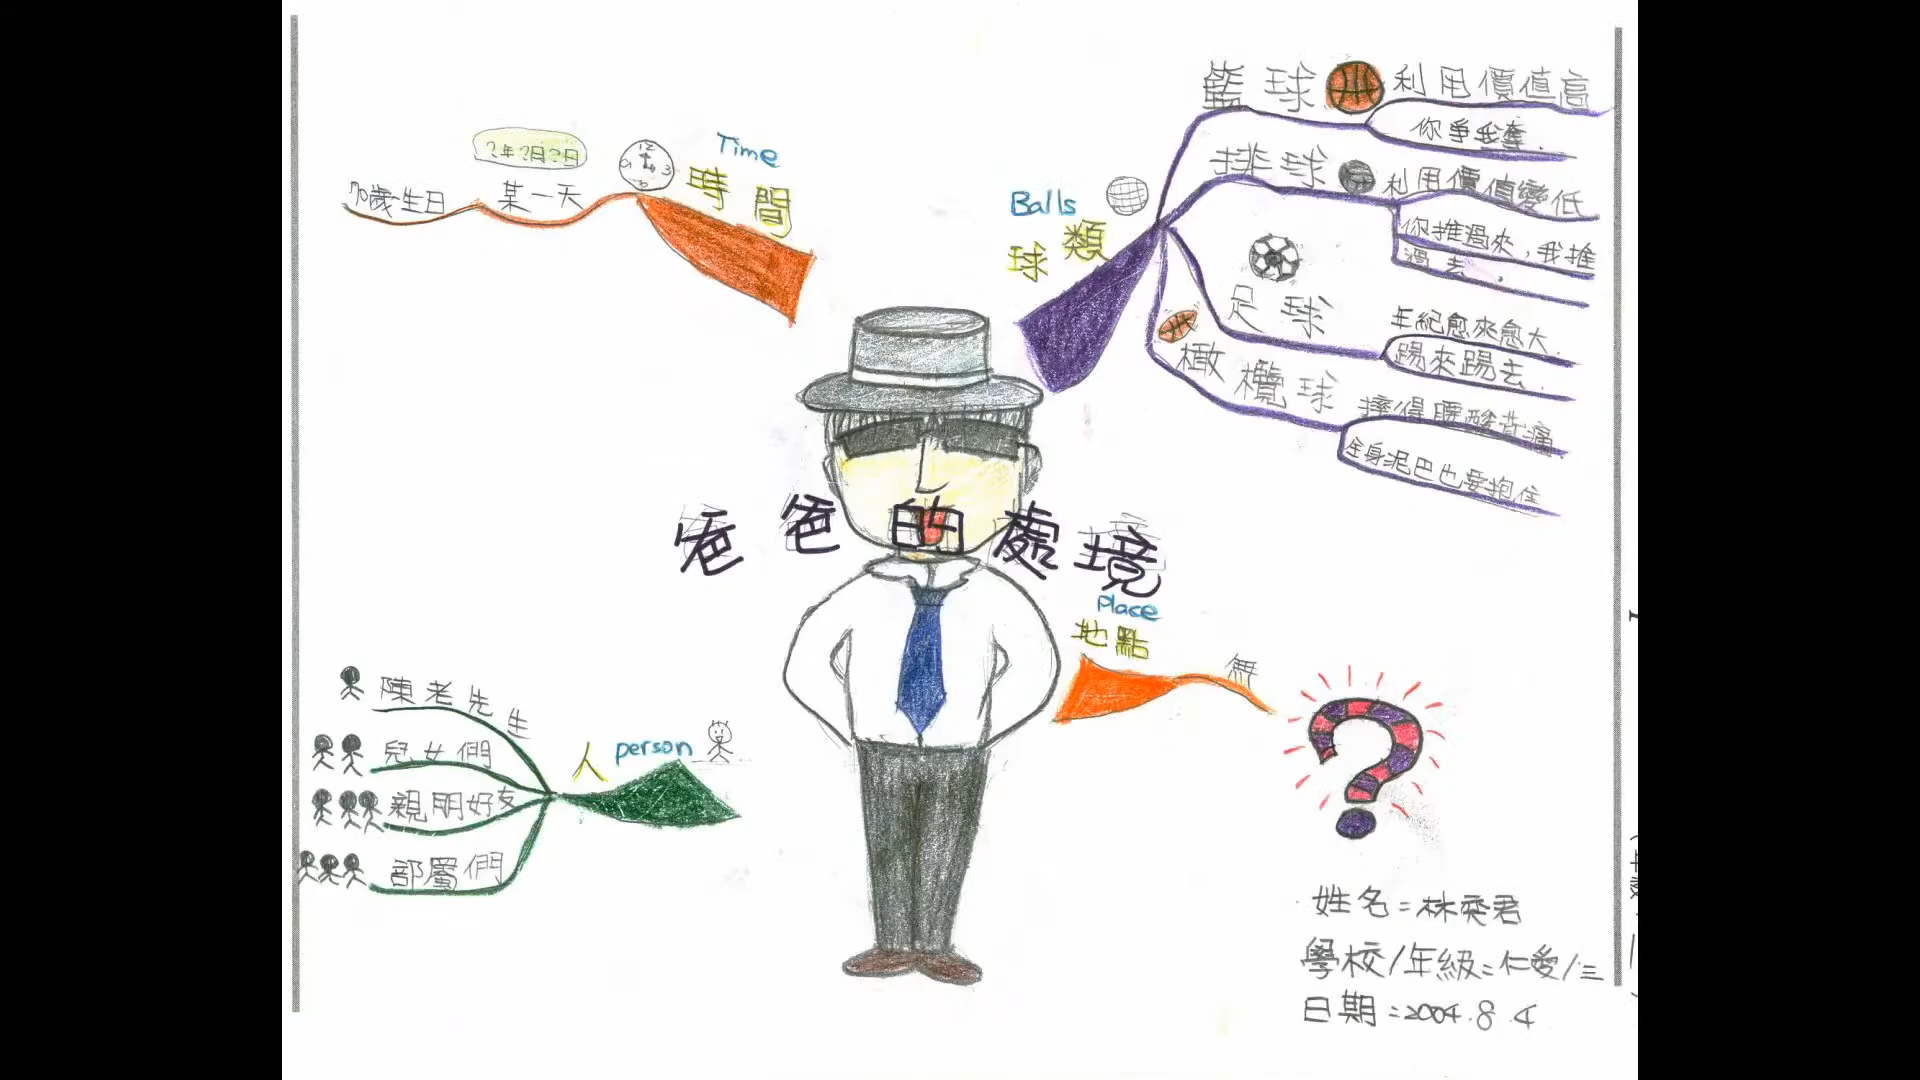 爸爸的處境
Time
時間
某一天
?年?月?日
70歲生日
Balls
球類
籃球
利用價值高
你爭我奪.
排球
利用價值變低
你推過來,我推
過去.
足球
年紀愈來愈大.
踢來踢去.
橄欖球
摔得腰酸背痛
全身泥巴也要抱住
Place
地點
無
?
person
人
陳老先生
兒女們
親朋好友
部屬們
姓名=林奕君
學校/年級=仁愛/三
日期=2004.8.4